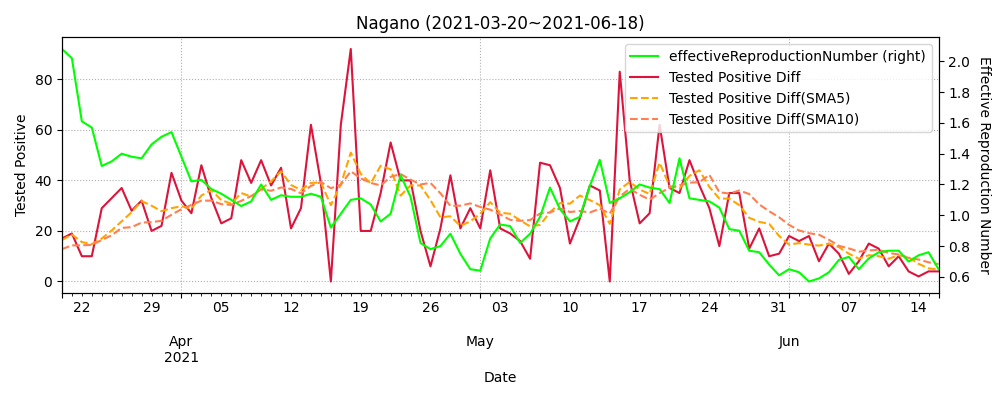 Nagano (2021-03-20~2021-06-18)
effectiveReproductionNumber (right)
Tested Positive Diff
Tested Positive Diff(SMA5)
Tested Positive Diff(SMA10)
Tested Positive
80
60
40
20
0
Effective Reproduction Number
2.0
1.8
1.6
1.4
1.2
1.0
0.8
0.6
22 29 05 12 19 26 03 10 17 24 31 07 14
Apr May Jun
2021
Date